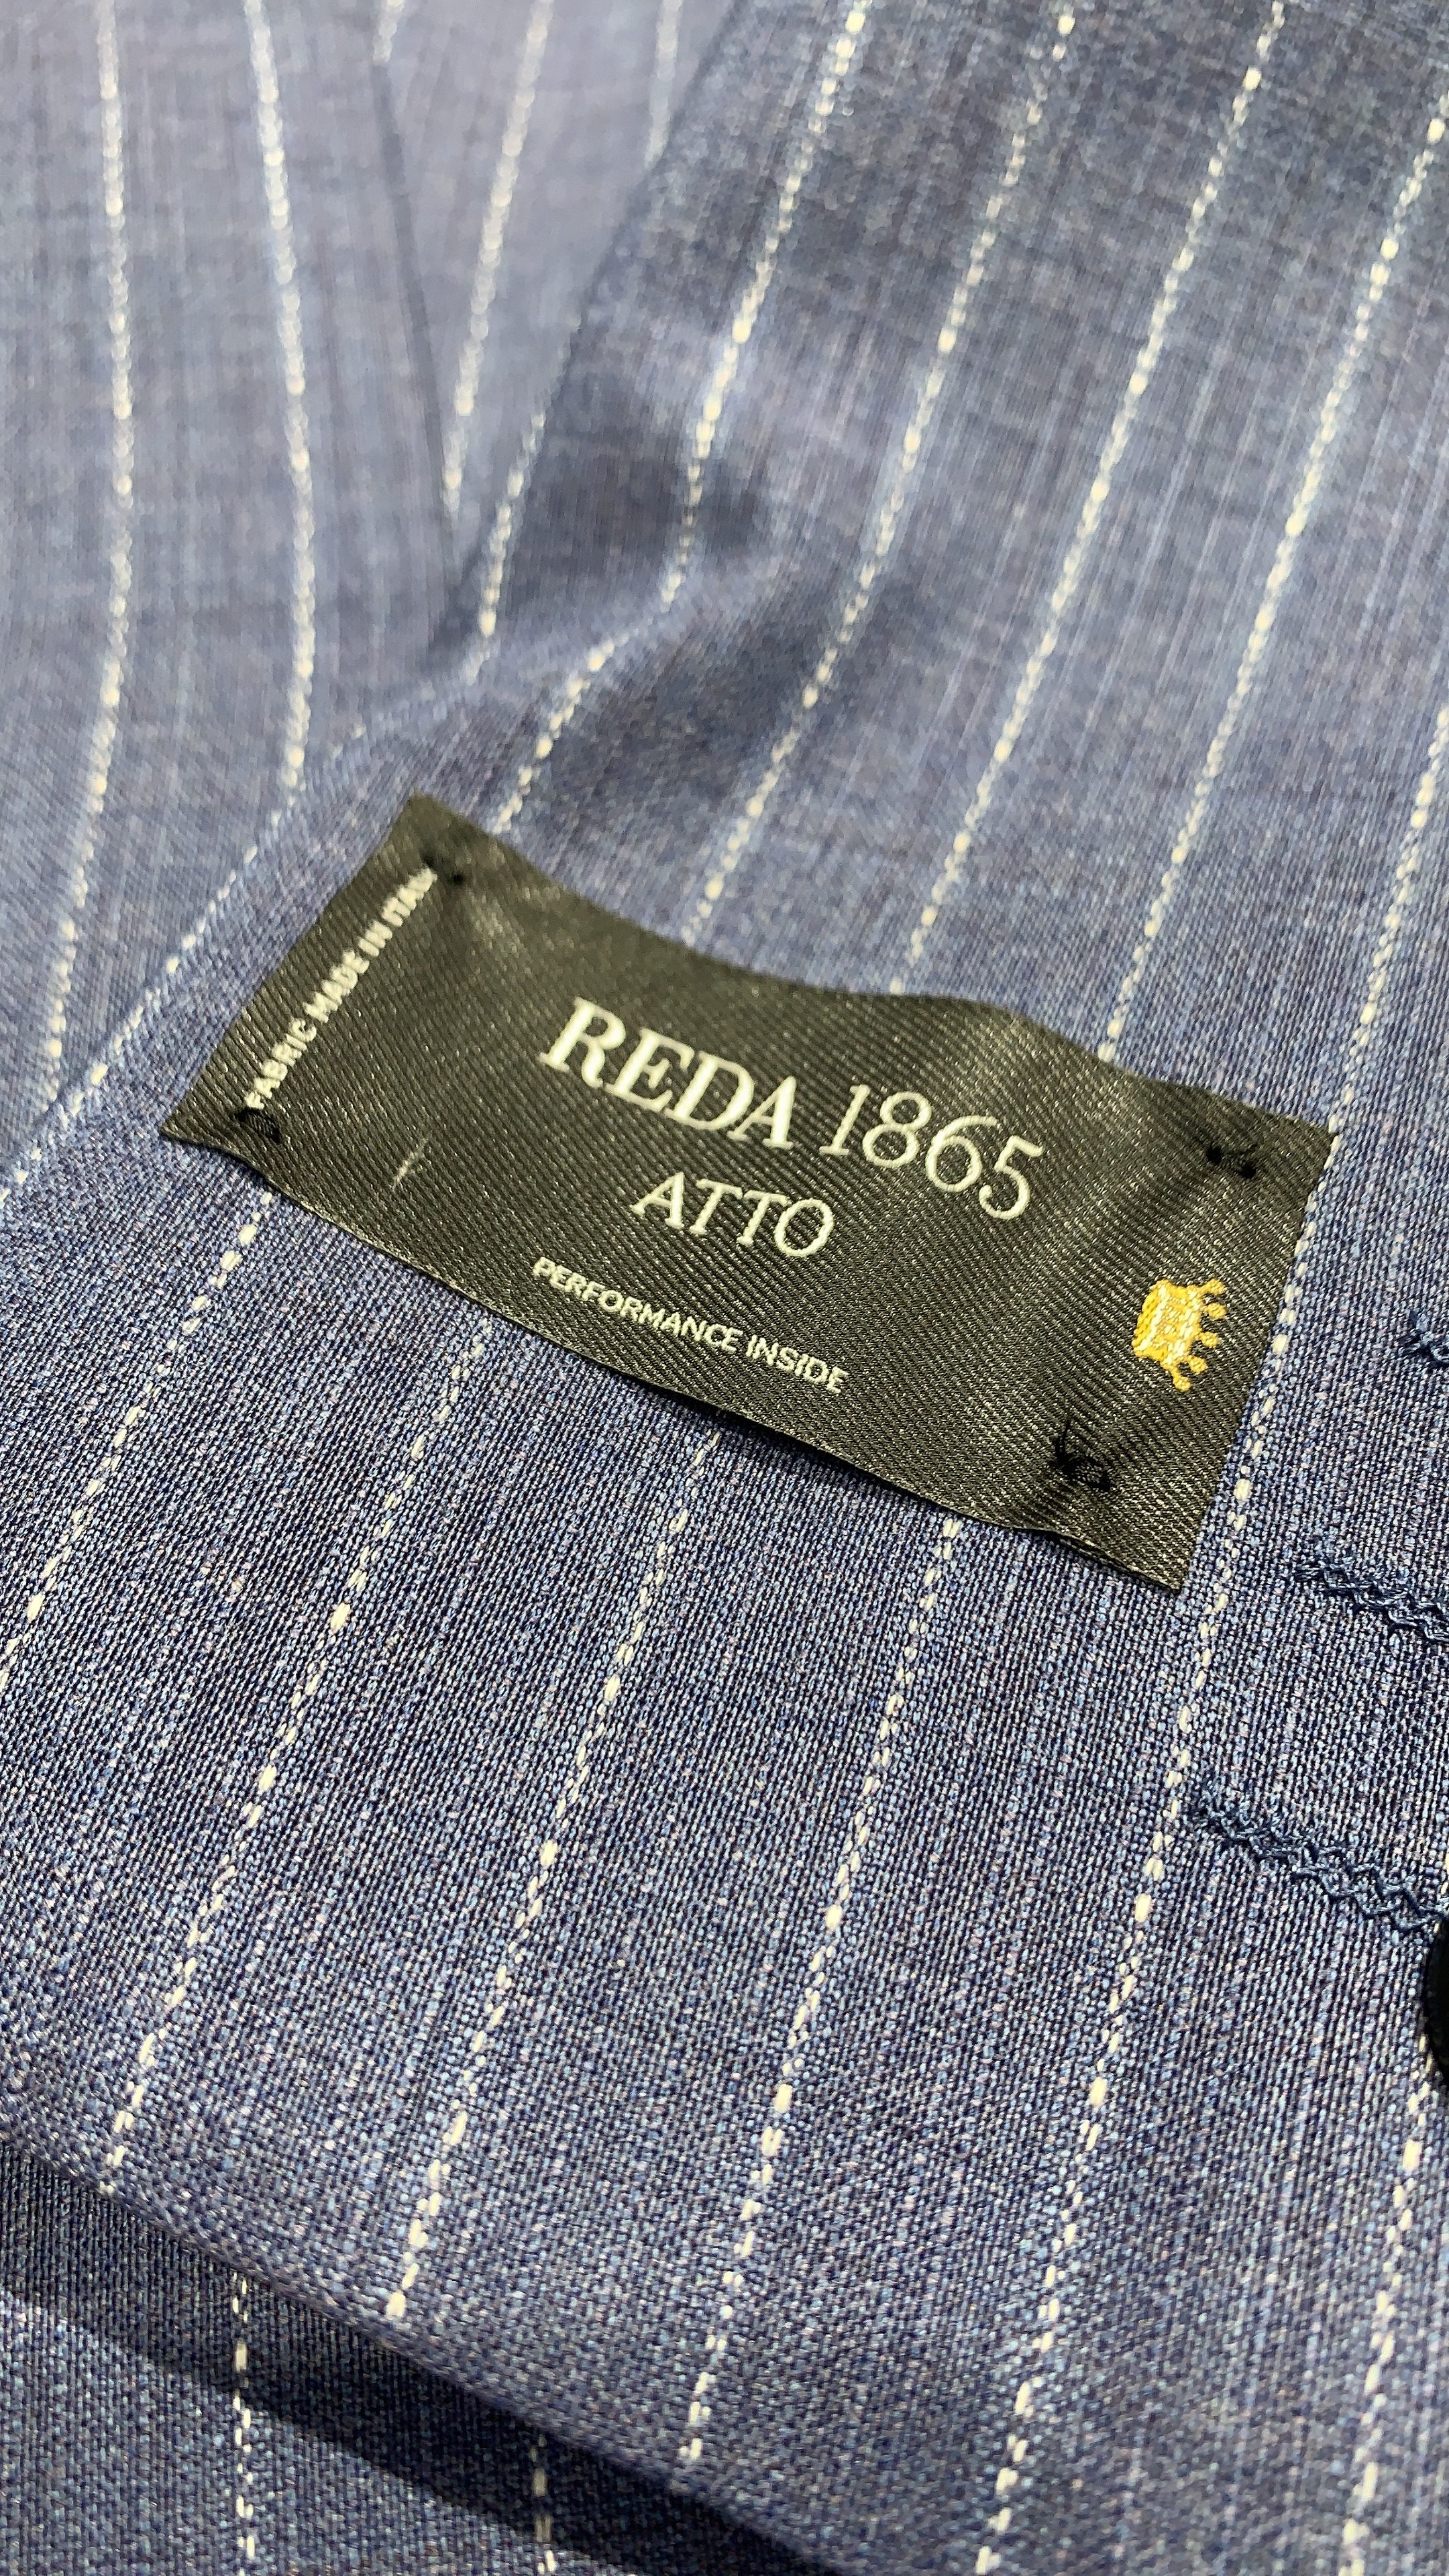 FABRIC MADE IN ITALY
REDA 1865
ATTO
PERFORMANCE INSIDE